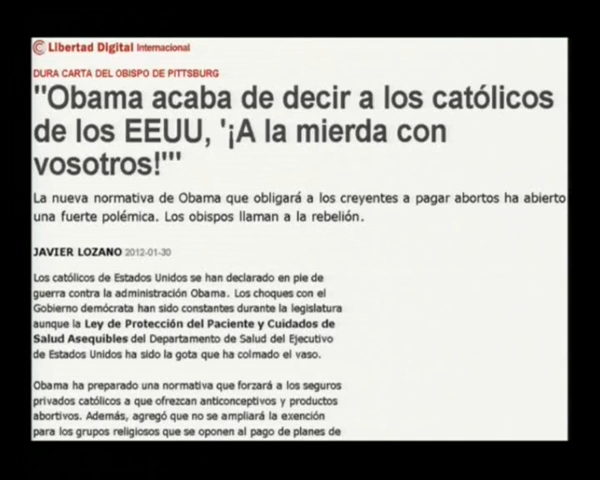 Libertad Digital Internacional
DURA CARTA DEL OBISPO DE PITTSBURG
"Obama acaba de decir a los católicos
de los EEUU, '¡A la mierda con
vosotros!'"
La nueva normativa de Obama que obligará a los creyentes a pagar abortos ha abierto
una fuerte polémica. Los obispos llaman a la rebelión.
JAVIER LOZANO 2012-01-30
Los católicos de Estados Unidos se han declarado en pie de
guerra contra la administración Obama. Los choques con el
Gobierno demócrata han sido constantes durante la legislatura
aunque la Ley de Protección del Paciente y Cuidados de
Salud Asequibles del Departamento de Salud del Ejecutivo
de Estados Unidos ha sido la gota que ha colmado el vaso.
Obama ha preparado una normativa que forzará a los seguros
privados católicos a que ofrezcan anticonceptivos y productos
abortivos. Además, agregó que no se ampliará la exención
para los grupos religiosos que se oponen al pago de planes de